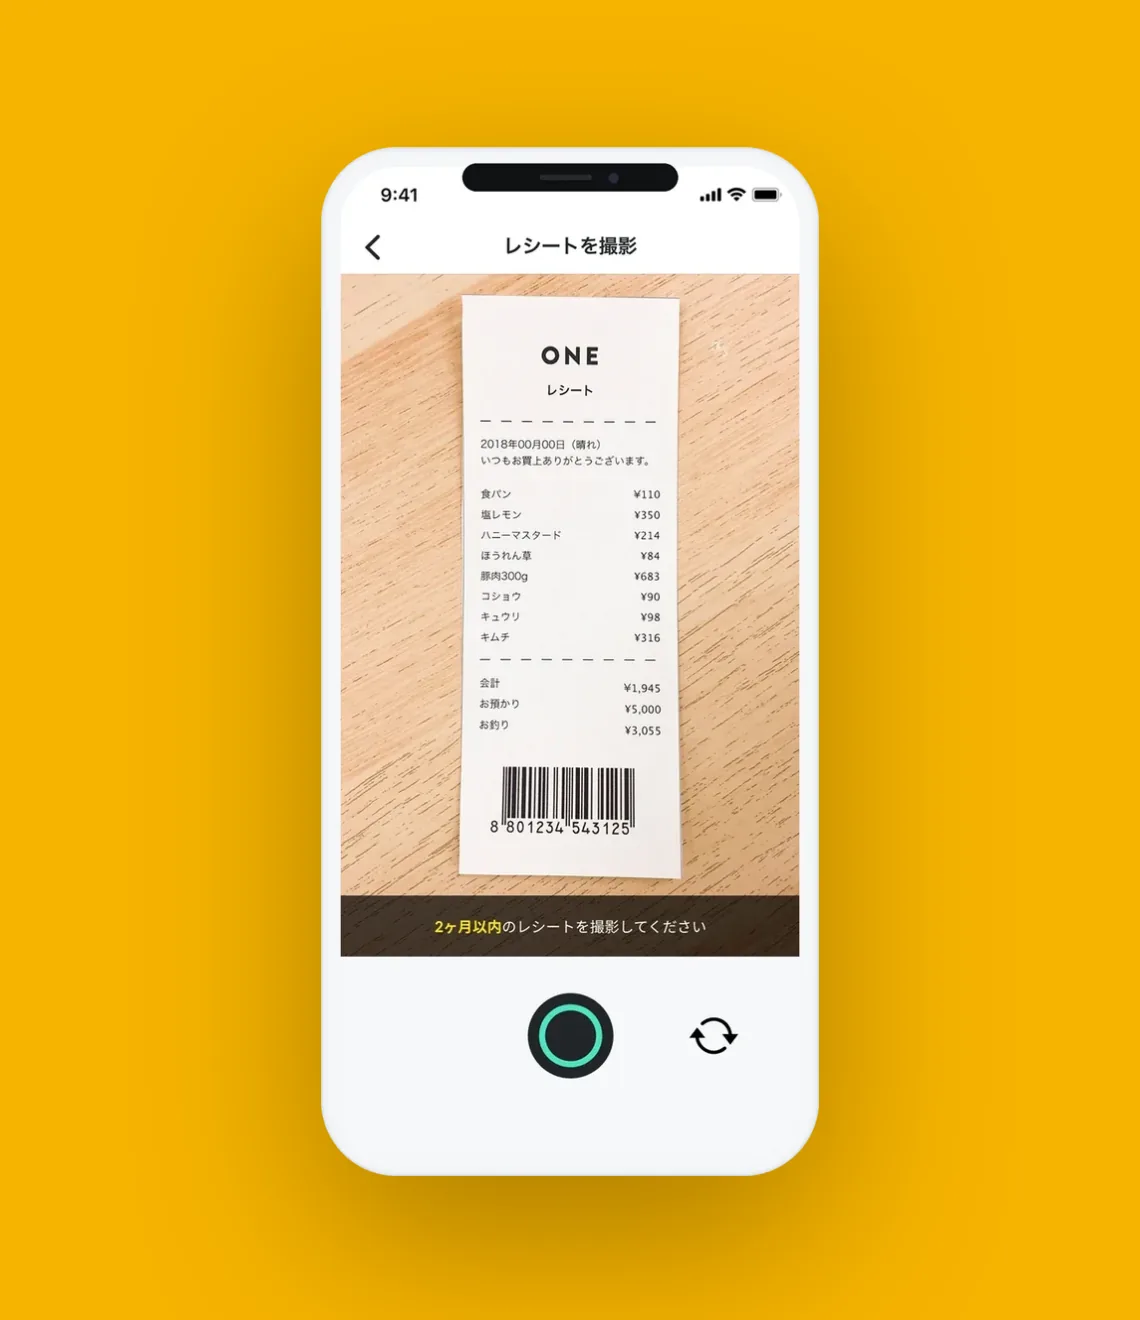 9:41
レシートを撮影
ONE
レシート
2018年00月00日（晴れ）
いつもお買上ありがとうございます。
食パン ¥110
塩レモン ¥350
ハニーマスタード ¥214
ほうれん草 ¥84
豚肉300g ¥683
コショウ ¥90
キュウリ ¥98
キムチ ¥316
会計 ¥1,945
お預かり ¥5,000
お釣り ¥3,055
8 801234 543125
2ヶ月以内のレシートを撮影してください